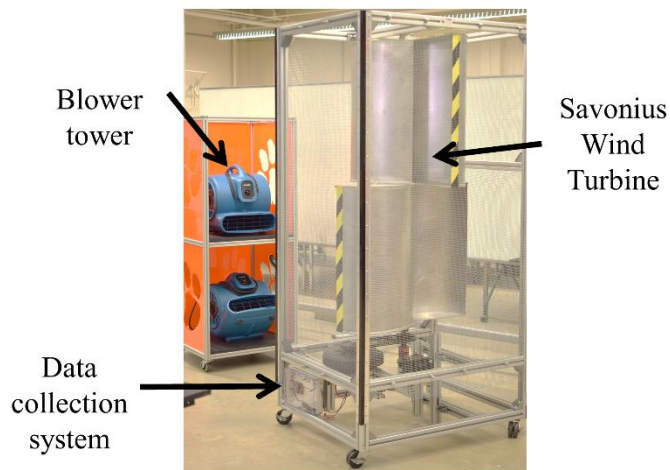 Blower
tower
Savonius
Wind
Turbine
Data
collection
system